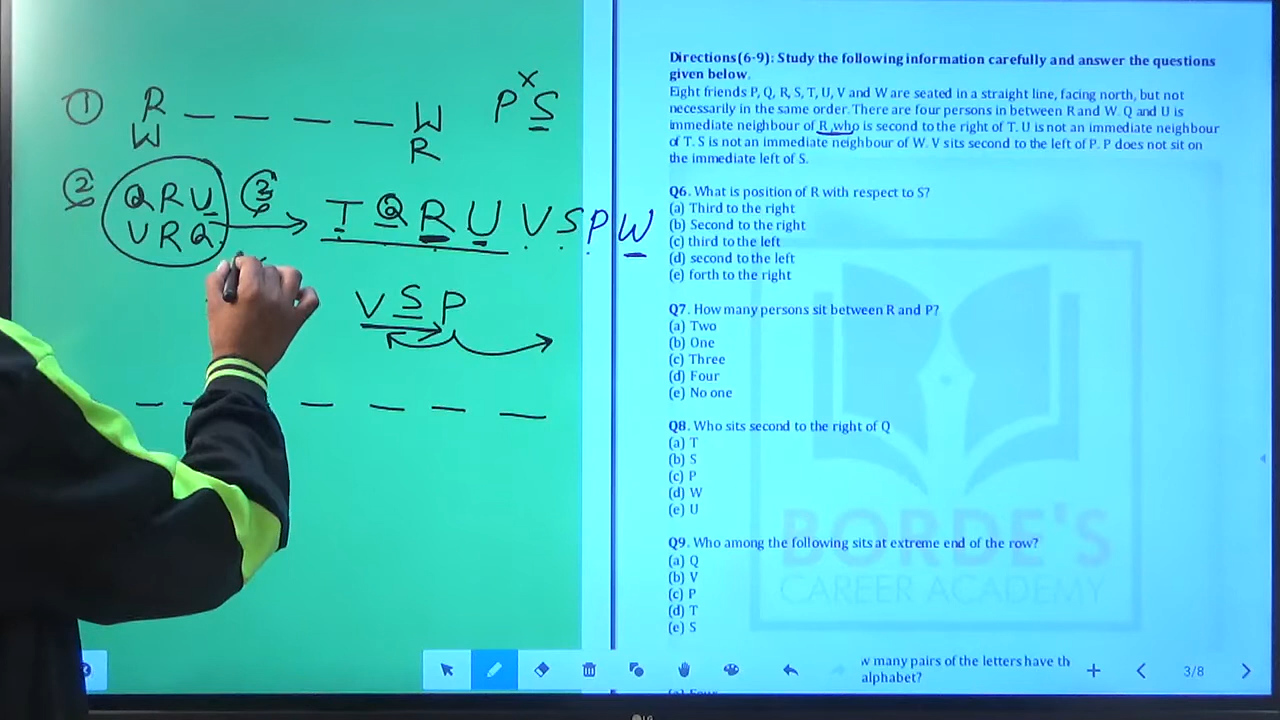 ① R _ _ _ _ W
W R
P S
x
② Q R U
U R Q
③ T Q R U V S P W
V S P
Directions(6-9): Study the following information carefully and answer the questions
given below.
Eight friends P, Q, R, S, T, U, V and W are seated in a straight line, facing north, but not
necessarily in the same order. There are four persons in between R and W. Q and U is
immediate neighbour of R who is second to the right of T. U is not an immediate neighbour
of T. S is not an immediate neighbour of W. V sits second to the left of P. P does not sit on
the immediate left of S.
Q6. What is position of R with respect to S?
(a) Third to the right
(b) Second to the right
(c) third to the left
(d) second to the left
(e) forth to the right
Q7. How many persons sit between R and P?
(a) Two
(b) One
(c) Three
(d) Four
(e) No one
Q8. Who sits second to the right of Q
(a) T
(b) S
(c) P
(d) W
(e) U
Q9. Who among the following sits at extreme end of the row?
(a) Q
(b) V
(c) P
(d) T
(e) S
BORDE'S
CAREER ACADEMY
w many pairs of the letters have th
alphabet?
3/8
LG